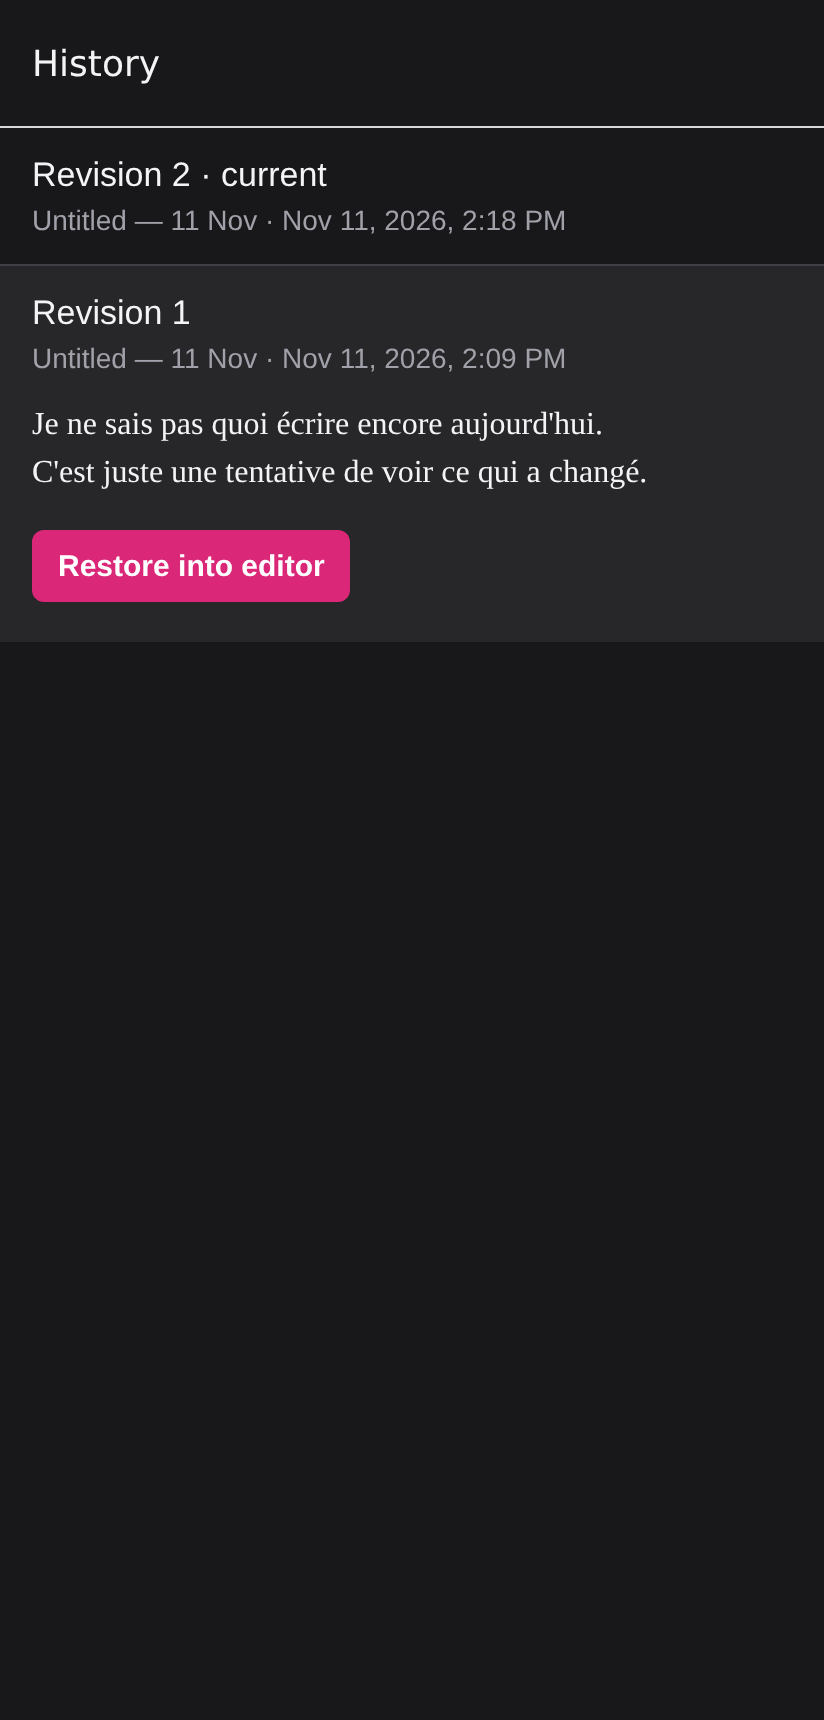 History
Revision 2 · current
Untitled — 11 Nov · Nov 11, 2026, 2:18 PM
Revision 1
Untitled — 11 Nov · Nov 11, 2026, 2:09 PM
Je ne sais pas quoi écrire encore aujourd'hui.
C'est juste une tentative de voir ce qui a changé.
Restore into editor